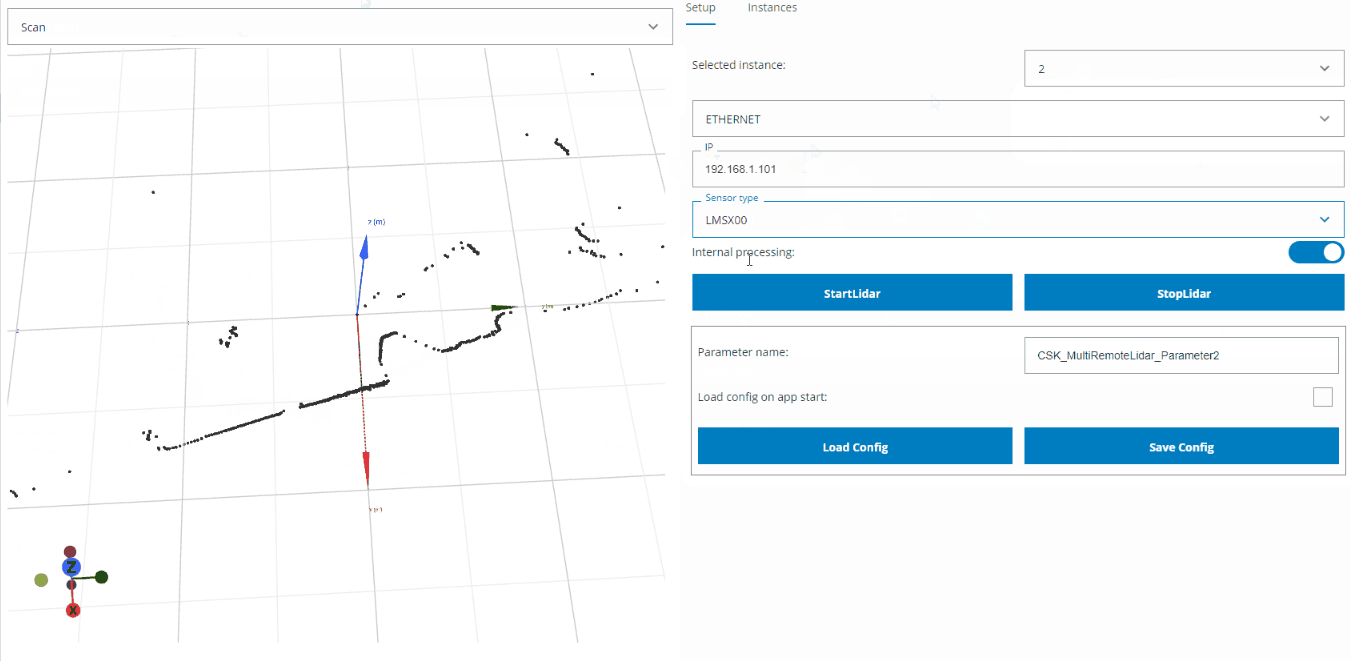 Scan
z (m)
Z
X
Setup Instances
Selected instance: 2
ETHERNET
IP
192.168.1.101
Sensor type
LMSX00
Internal processing:
StartLidar StopLidar
Parameter name: CSK_MultiRemoteLidar_Parameter2
Load config on app start:
Load Config Save Config